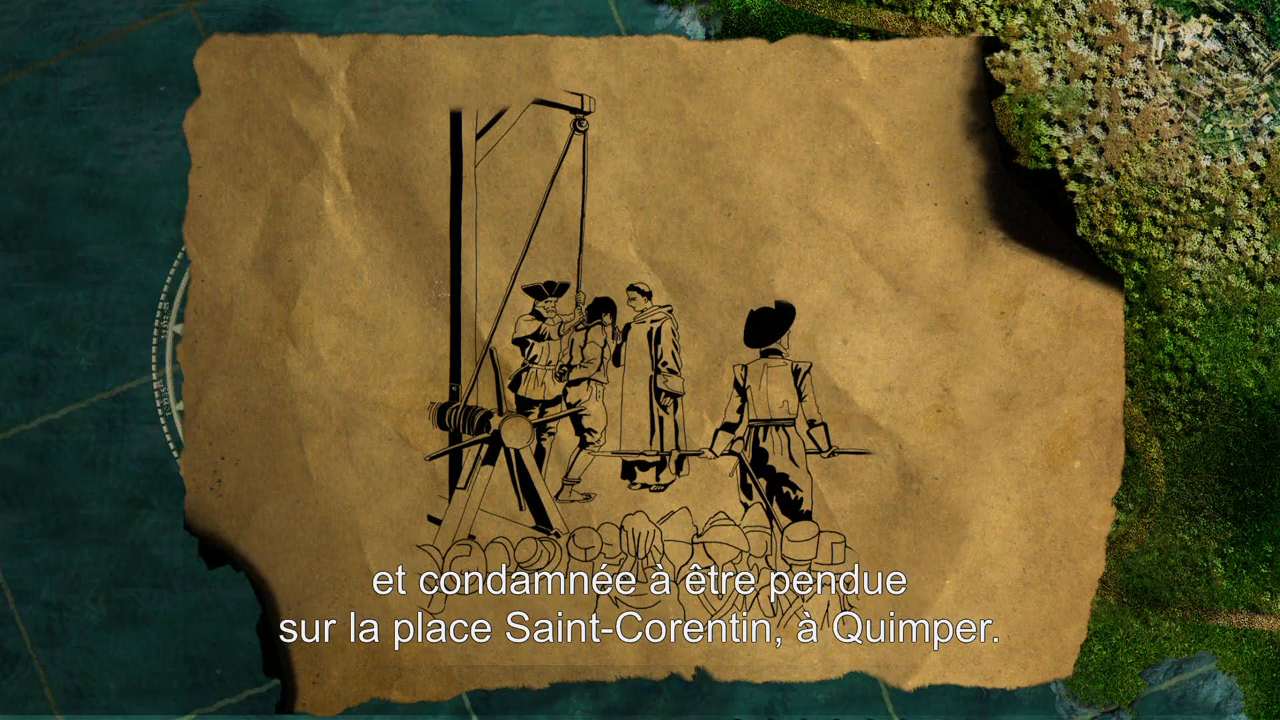 et condamnée à être pendue
sur la place Saint-Corentin, à Quimper.